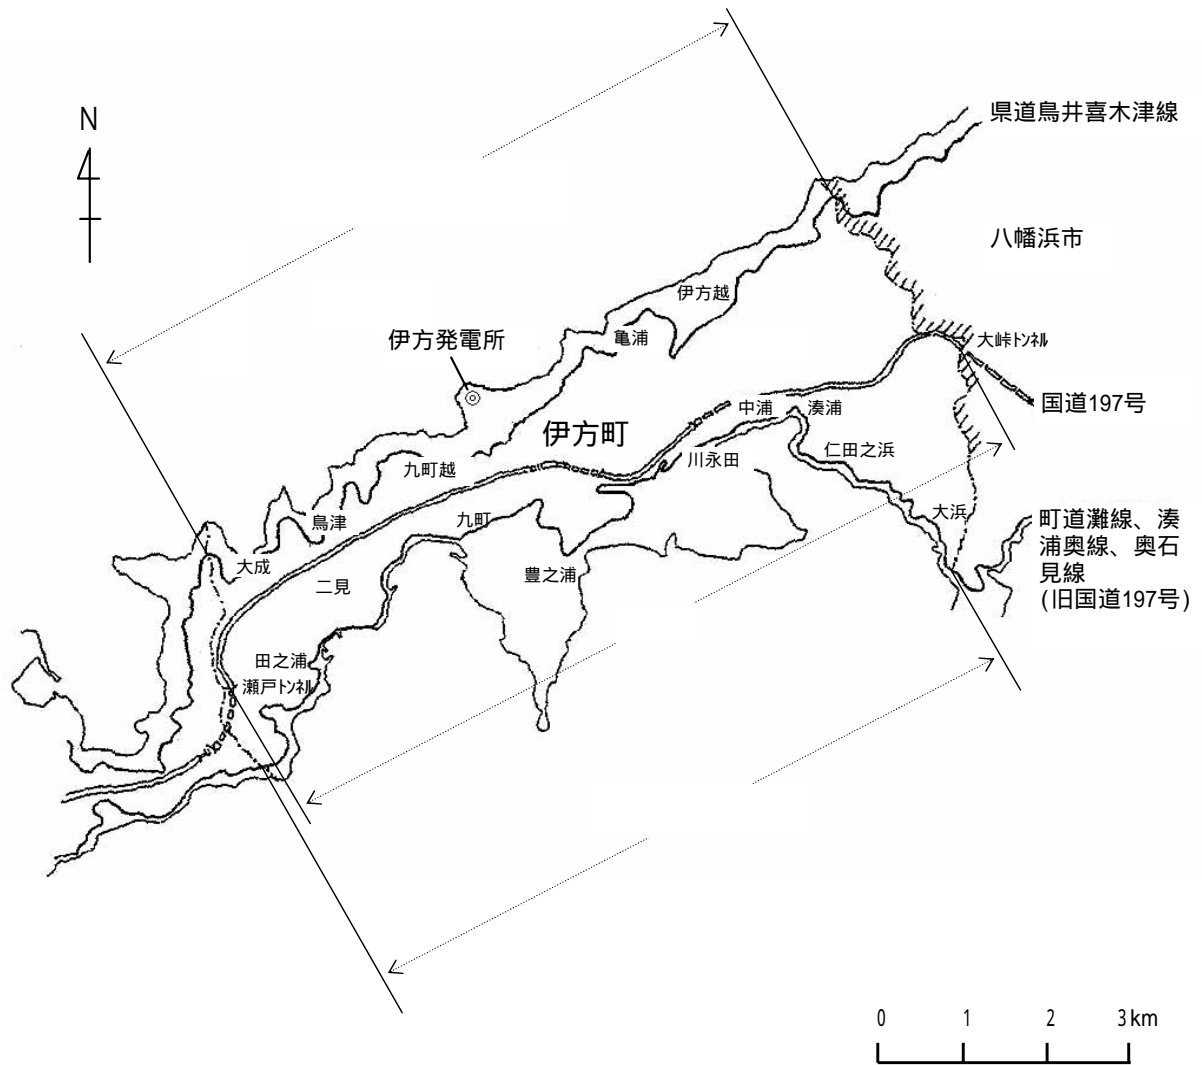 県道鳥井喜木津線
N
八幡浜市
伊方越
亀浦
大峠トンネル
伊方発電所
国道197号
中浦
湊浦
伊方町
仁田之浜
川永田
九町越
大浜
鳥津
九町
町道灘線、湊
浦奥線、奥石
見線
(旧国道197号)
大成
豊之浦
二見
田之浦
瀬戸トンネル
0 1 2 3km